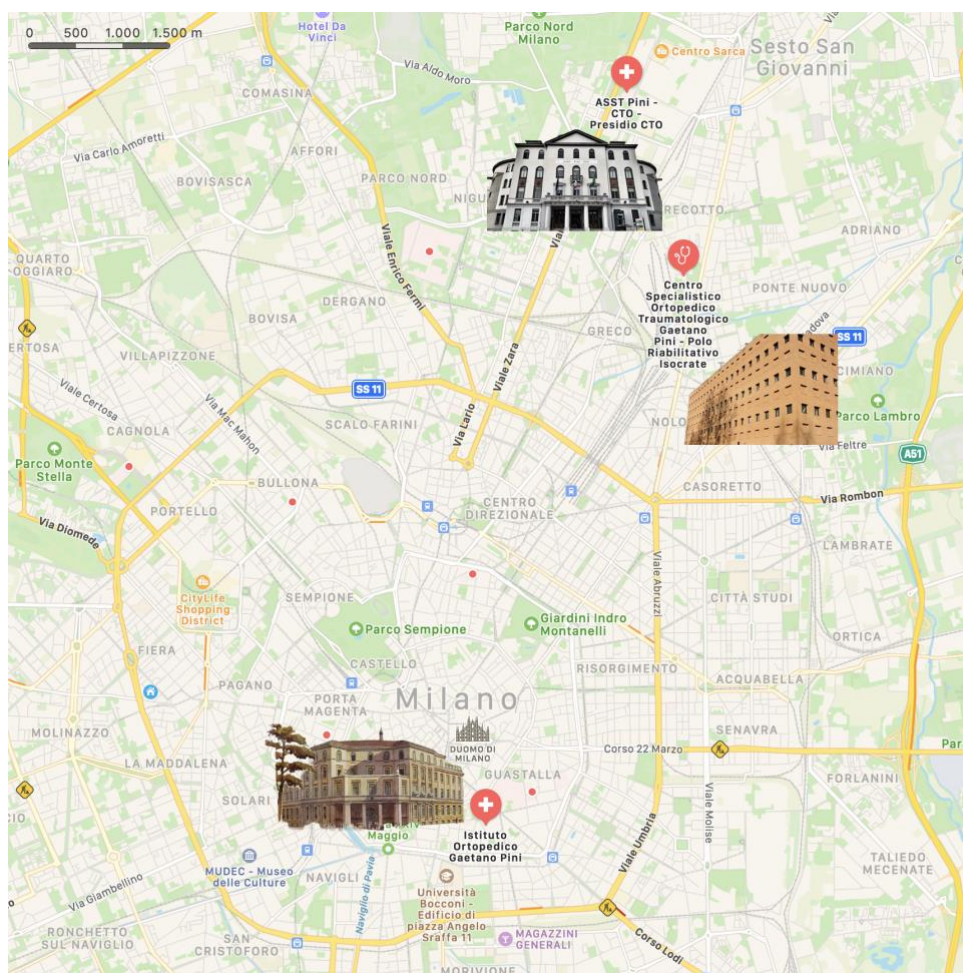 0 500 1.000 1.500 m
Hotel Da
Vinci
Parco Nord
Milano
Centro Sarca
Sesto San
Giovanni
Via Aldo Moro
COMASINA
ASST Pini -
CTO -
Presidio CTO
Via Carlo Amoretti
AFFORI
BOVISASCA
PARCO NORD
ADRIANO
QUARTO
OGGIARO
Viale Enrico Fermi
Centro
Specialistico
Ortopedico
Traumatologico
Gaetano
Pini - Polo
Riabilitativo
Isocrate
PONTE NUOVO
DERGANO
BOVISA
GRECO
SS 11
VILLAPIZZONE
Viale Zara
SS 11
Viale Certosa
Via Mac Mahon
Via Lario
Parco Lambro
CAGNOLA
SCALO FARINI
NOLO
Via Feltre
A51
Parco Monte
Stella
BULLONA
CASORETTO
Via Rombon
PORTELLO
CENTRO
DIREZIONALE
Via Diomede
LAMBRATE
Viale Abruzzi
CityLife
Shopping
District
SEMPIONE
CITTÀ STUDI
Parco Sempione
Giardini Indro
Montanelli
ORTICA
FIERA
CASTELLO
RISORGIMENTO
ACQUABELLA
PAGANO
PORTA
MAGENTA
Milano
MOLINAZZO
SENAVRA
DUOMO DI
MILANO
Corso 22 Marzo
LA MADDALENA
GUASTALLA
FORLANINI
SOLARI
Viale Molise
Istituto
Ortopedico
Gaetano Pini
Maggio
Viale Umbria
MUDEC - Museo
delle Culture
NAVIGLI
Naviglio di Pavia
TALIEDO
MECENATE
Via Giambellino
Università
Bocconi -
Edificio di
piazza Angelo
Sraffa 11
RONCHETTO
SUL NAVIGLIO
SAN
CRISTOFORO
MAGAZZINI
GENERALI
Corso Lodi
MORIVIONE